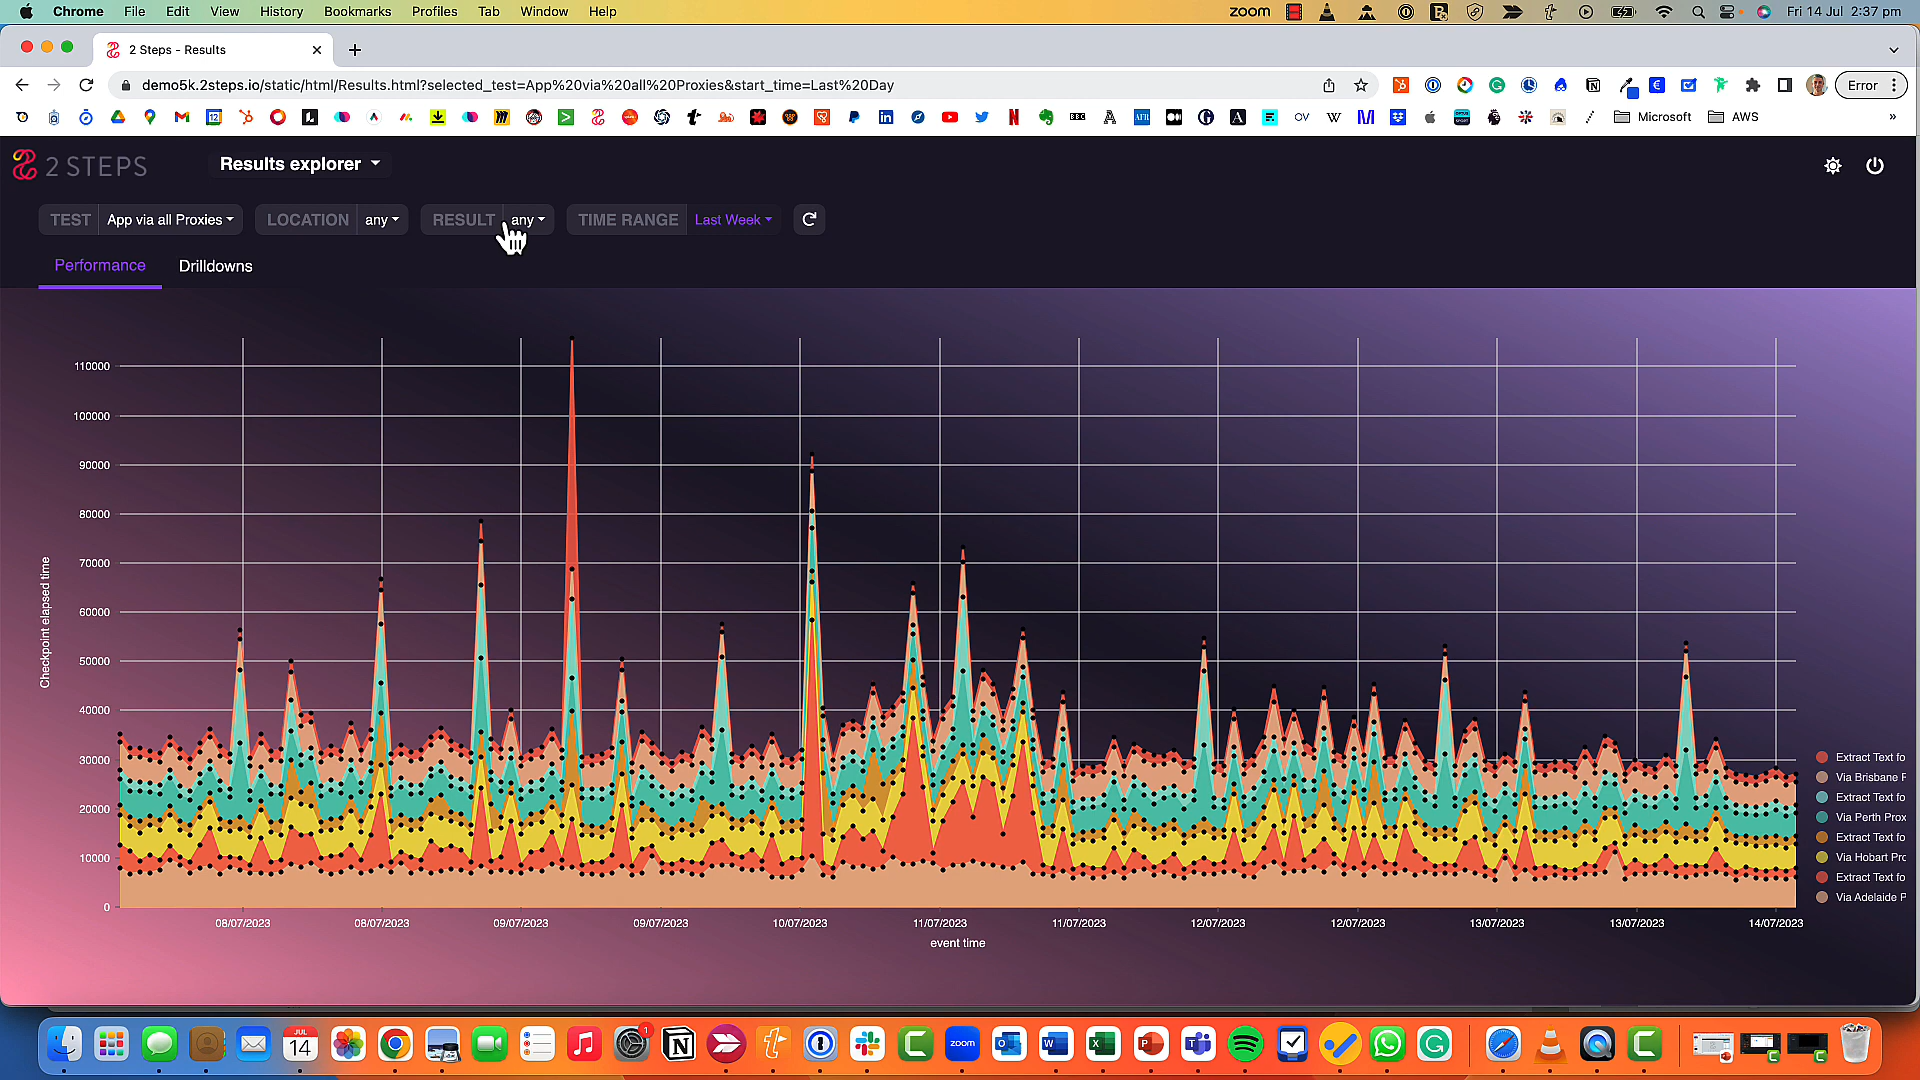 Chrome File Edit View History Bookmarks Profiles Tab Window Help
zoom
Fri 14 Jul 2:37 pm
2 Steps - Results
demo5k.2steps.io/static/html/Results.html?selected_test=App%20via%20all%20Proxies&start_time=Last%20Day
Error
Microsoft
AWS
2 STEPS
Results explorer
TEST App via all Proxies
LOCATION any
RESULT any
TIME RANGE Last Week
Performance
Drilldowns
110000
100000
90000
80000
70000
60000
50000
40000
30000
20000
10000
0
Checkpoint elapsed time
08/07/2023 08/07/2023 09/07/2023 09/07/2023 10/07/2023 11/07/2023 11/07/2023 12/07/2023 12/07/2023 13/07/2023 13/07/2023 14/07/2023
event time
Extract Text fo
Via Brisbane P
Extract Text fo
Via Perth Prox
Extract Text fo
Via Hobart Pro
Extract Text fo
Via Adelaide P
JUL
14
1
zoom